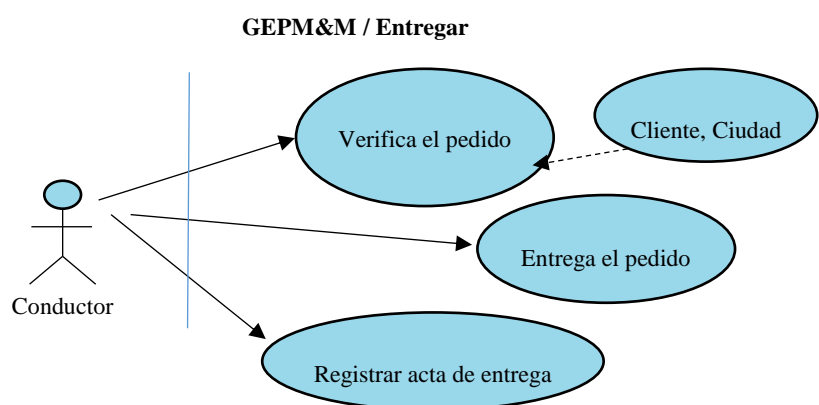 GEPM&M / Entregar
Verifica el pedido
Cliente, Ciudad
Entrega el pedido
Conductor
Registrar acta de entrega